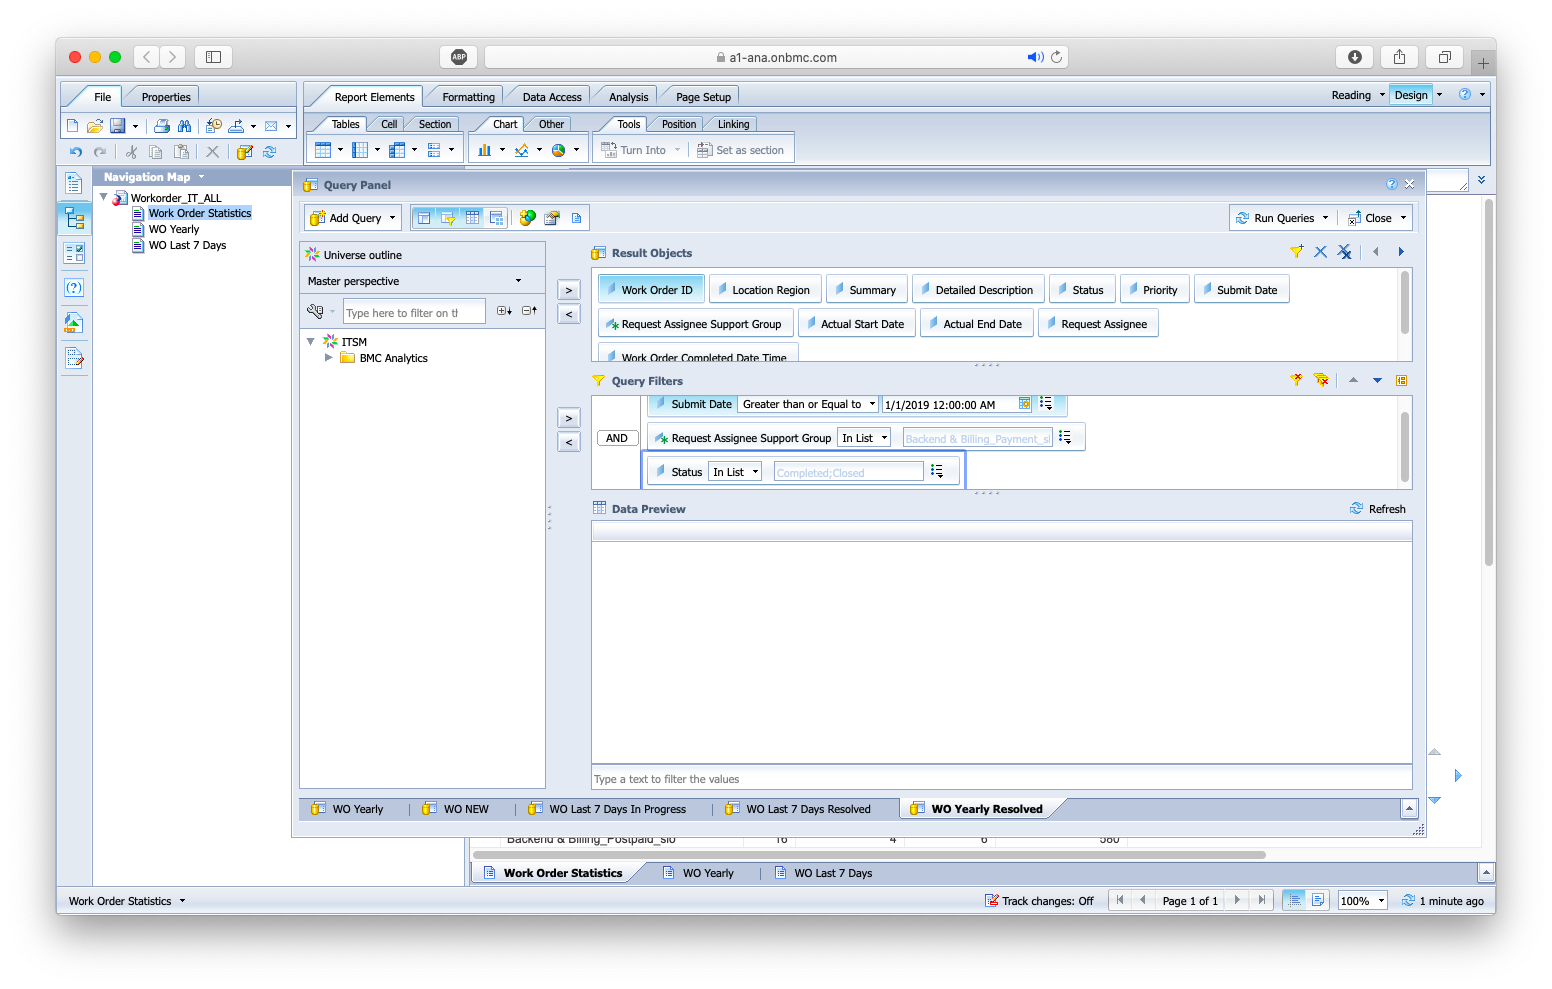 ABP
a1-ana.onbmc.com
File
Properties
Report Elements
Formatting
Data Access
Analysis
Page Setup
Reading
Design
Tables
Cell
Section
Chart
Other
Tools
Position
Linking
Turn Into
Set as section
Navigation Map
Workorder_IT_ALL
Work Order Statistics
WO Yearly
WO Last 7 Days
Query Panel
Add Query
Run Queries
Close
Universe outline
Master perspective
Type here to filter on tl
ITSM
BMC Analytics
>
<
>
<
Result Objects
Work Order ID
Location Region
Summary
Detailed Description
Status
Priority
Submit Date
Request Assignee Support Group
Actual Start Date
Actual End Date
Request Assignee
Work Order Completed Date Time
Query Filters
AND
Submit Date Greater than or Equal to 1/1/2019 12:00:00 AM
Request Assignee Support Group In List Backend & Billing_Payment_sl
Status In List Completed;Closed
Data Preview
Refresh
Type a text to filter the values
WO Yearly
WO NEW
WO Last 7 Days In Progress
WO Last 7 Days Resolved
WO Yearly Resolved
Backend & Billing_Postpaid_slo 16 4 6 580
Work Order Statistics
WO Yearly
WO Last 7 Days
Work Order Statistics
Track changes: Off
Page 1 of 1
100%
1 minute ago